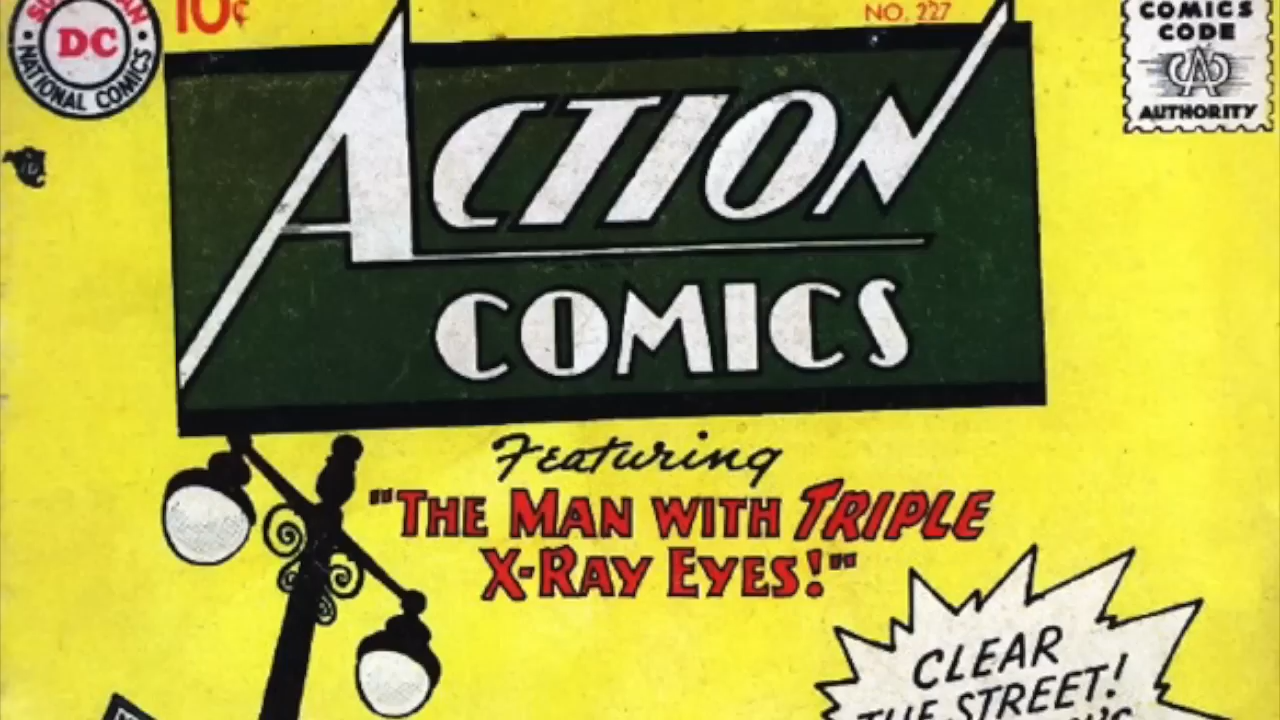 10¢
NO. 227
DC
NATIONAL COMICS
COMICS
CODE
AUTHORITY
ACTION
COMICS
Featuring
"THE MAN WITH TRIPLE
X-RAY EYES!"
CLEAR
THE STREET!